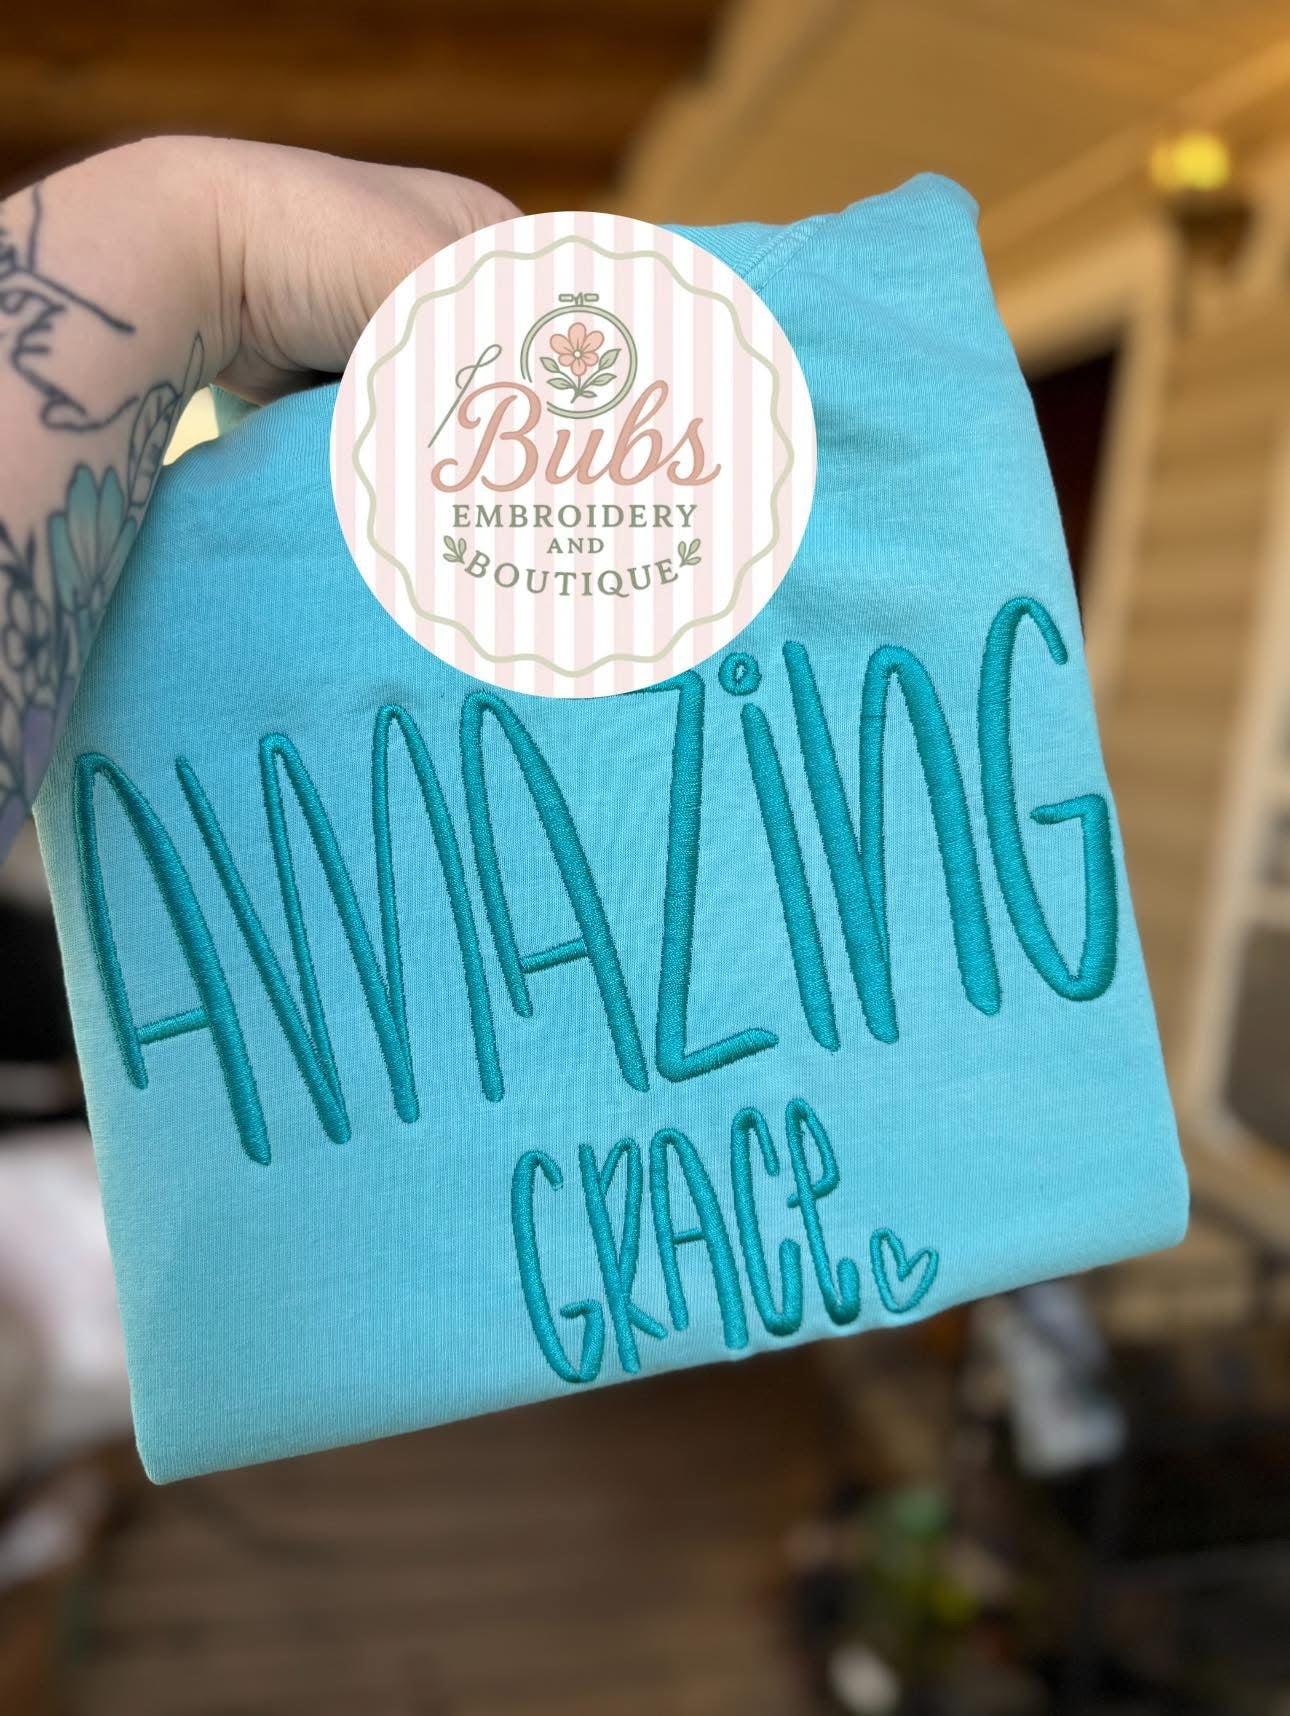 Bubs
EMBROIDERY
AND
BOUTIQUE
AMAZiNG
GRACE